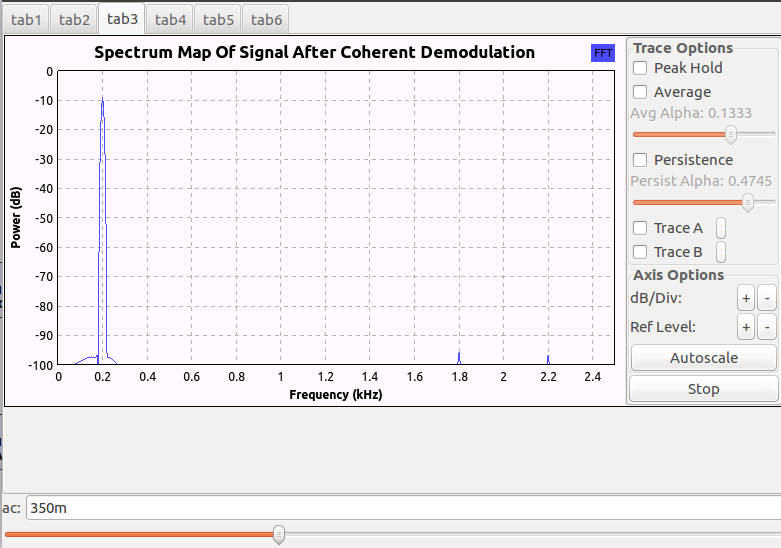 tab1 tab2 tab3 tab4 tab5 tab6
Spectrum Map Of Signal After Coherent Demodulation
FFT
Power (dB)
0
-10
-20
-30
-40
-50
-60
-70
-80
-90
-100
0 0.2 0.4 0.6 0.8 1 1.2 1.4 1.6 1.8 2 2.2 2.4
Frequency (kHz)
Trace Options
Peak Hold
Average
Avg Alpha: 0.1333
Persistence
Persist Alpha: 0.4745
Trace A
Trace B
Axis Options
dB/Div: + -
Ref Level: + -
Autoscale
Stop
ac: 350m